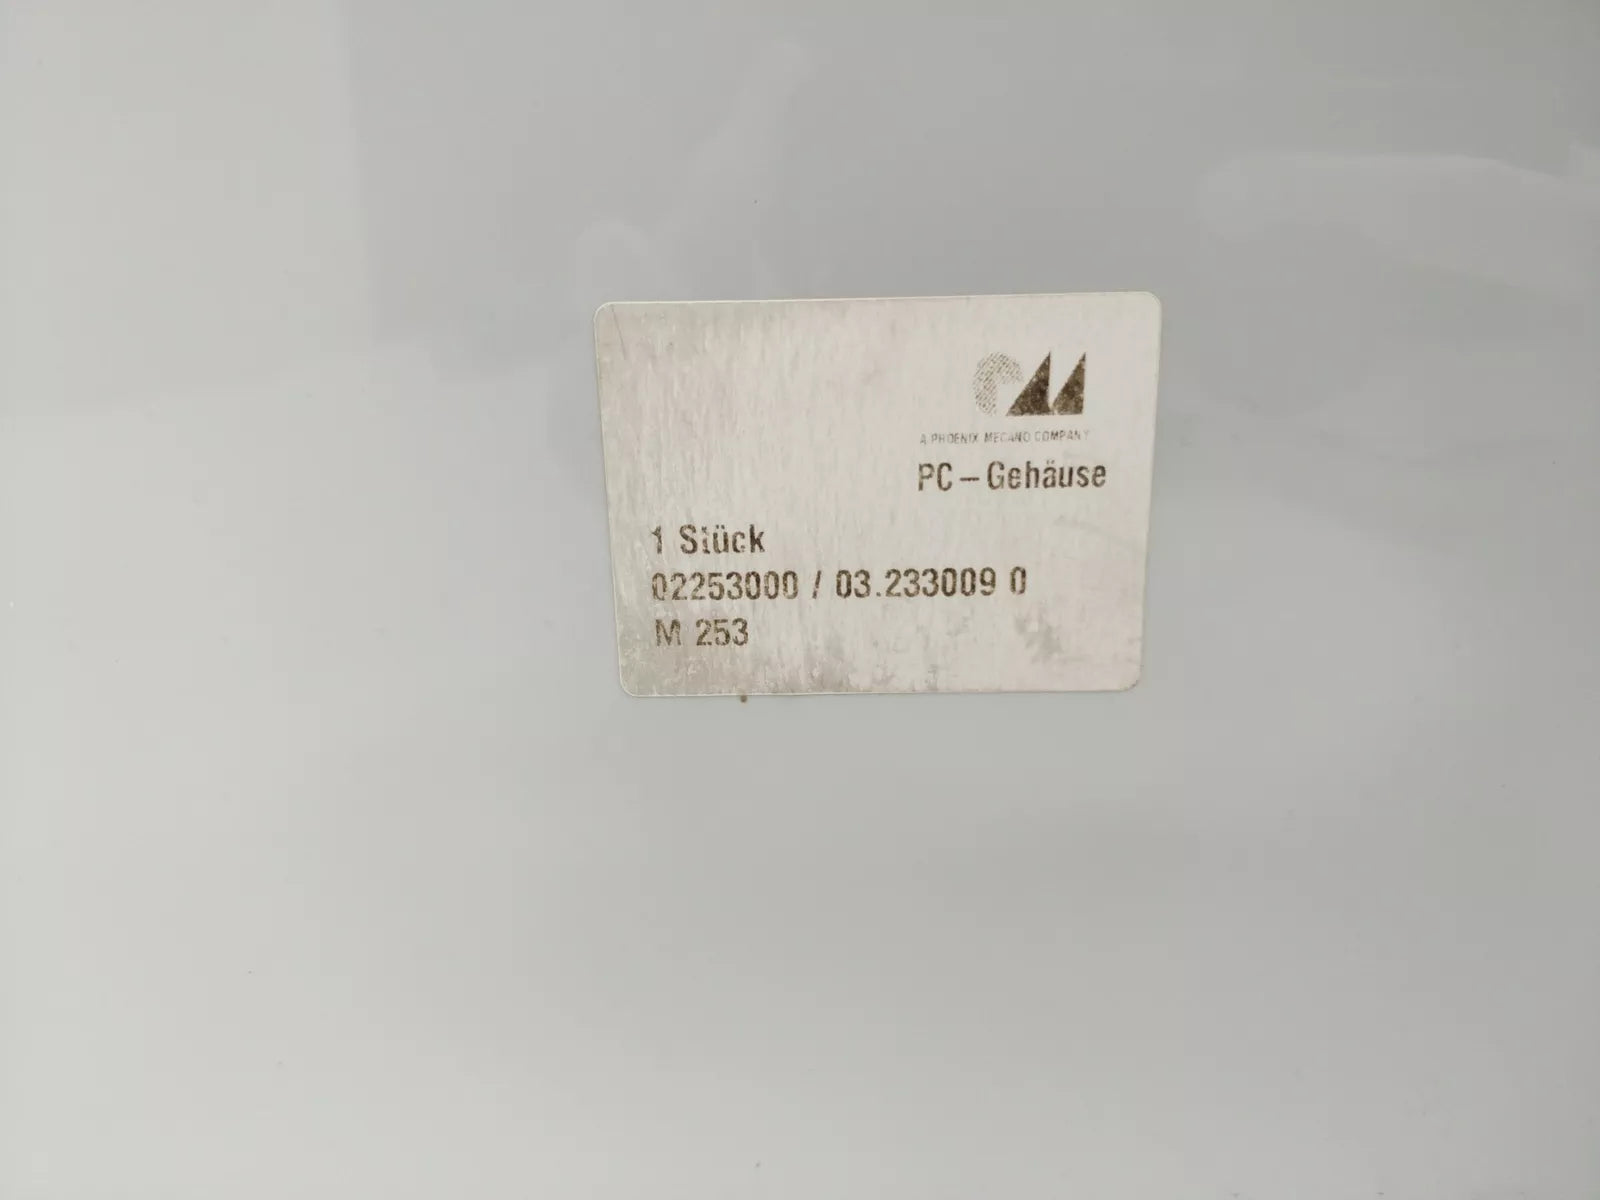 A PHOENIX MECANO COMPANY
PC – Gehäuse
1 Stück
02253000 / 03.233009 0
M 253